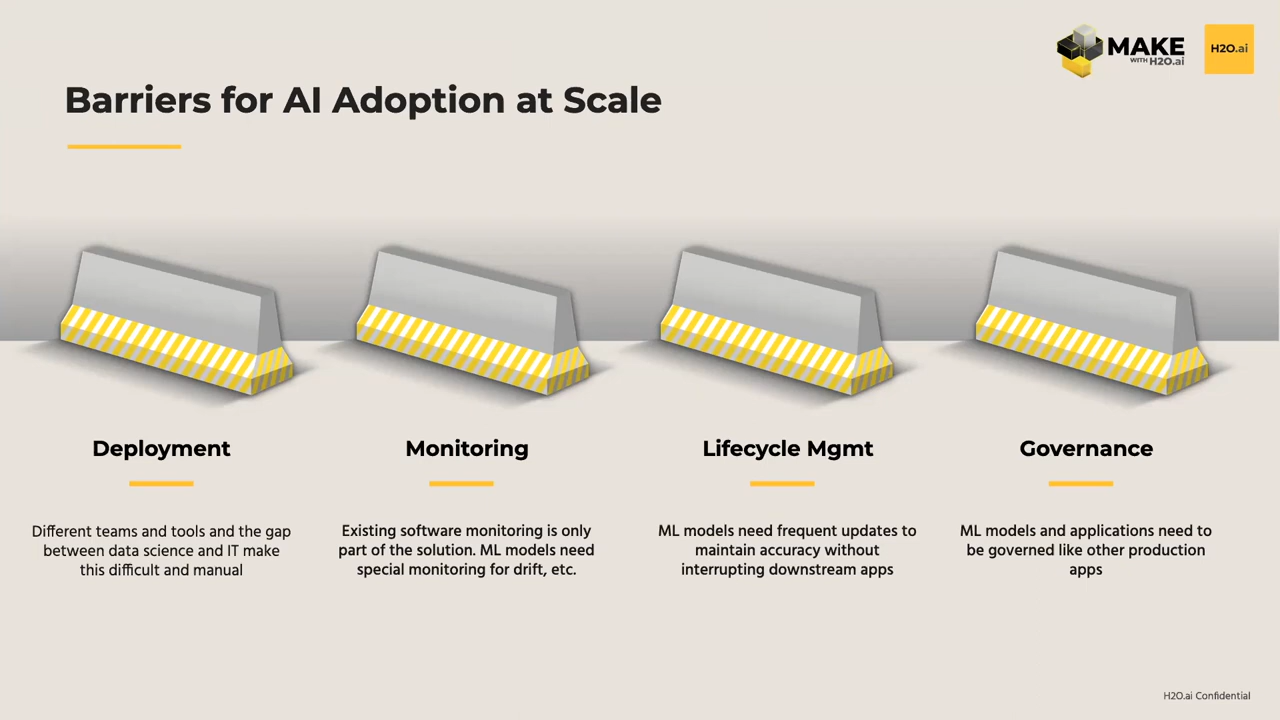 MAKE
WITH H2O.ai
H2O.ai
Barriers for AI Adoption at Scale
Deployment
Different teams and tools and the gap
between data science and IT make
this difficult and manual
Monitoring
Existing software monitoring is only
part of the solution. ML models need
special monitoring for drift, etc.
Lifecycle Mgmt
ML models need frequent updates to
maintain accuracy without
interrupting downstream apps
Governance
ML models and applications need to
be governed like other production
apps
H2O.ai Confidential